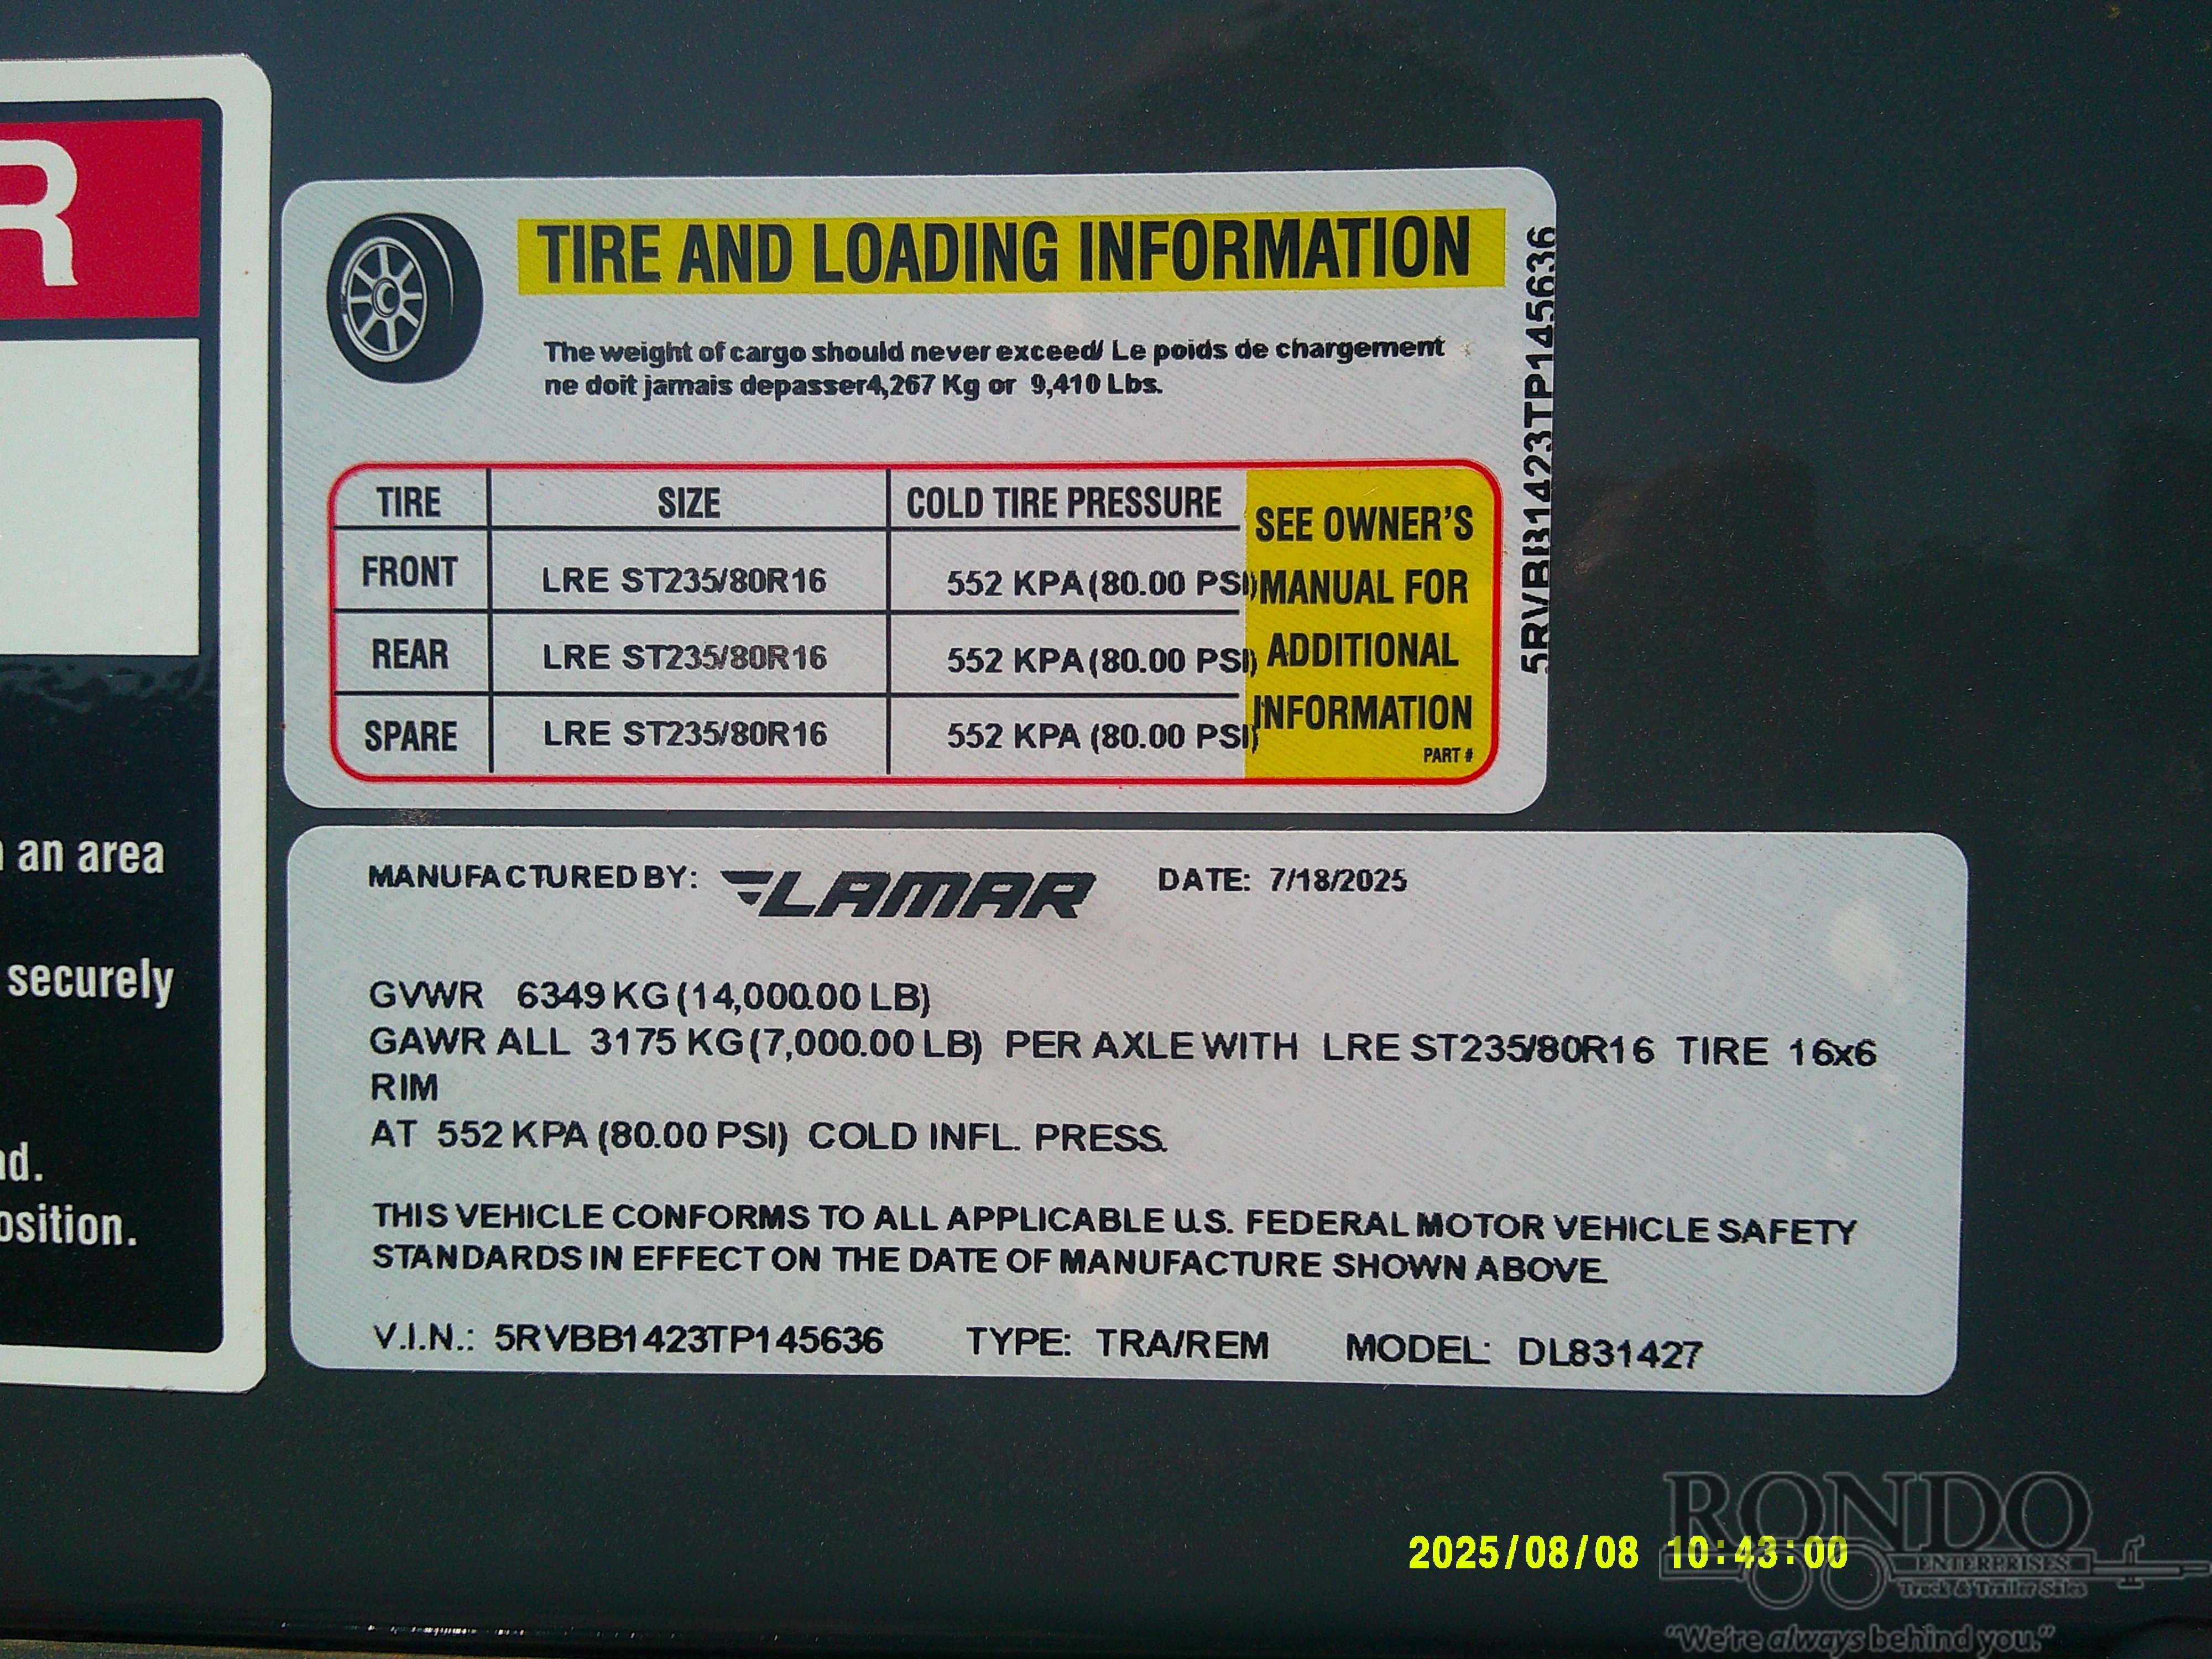 R
an area
securely
osition.
TIRE AND LOADING INFORMATION
The weight of cargo should never exceed/ Le poids de chargement
ne doit jamais depasser4,267 Kg or 9,410 Lbs.
TIRE SIZE COLD TIRE PRESSURE
FRONT LRE ST235/80R16 552 KPA (80.00 PSI)
REAR LRE ST235/80R16 552 KPA (80.00 PSI)
SPARE LRE ST235/80R16 552 KPA (80.00 PSI)
SEE OWNER'S
MANUAL FOR
ADDITIONAL
INFORMATION
PART #
5RVBB1423TP145636
MANUFACTURED BY: LAMAR DATE: 7/18/2025
GVWR 6349 KG (14,000.00 LB)
GAWR ALL 3175 KG (7,000.00 LB) PER AXLE WITH LRE ST235/80R16 TIRE 16x6
RIM
AT 552 KPA (80.00 PSI) COLD INFL. PRESS.
THIS VEHICLE CONFORMS TO ALL APPLICABLE U.S. FEDERAL MOTOR VEHICLE SAFETY
STANDARDS IN EFFECT ON THE DATE OF MANUFACTURE SHOWN ABOVE.
V.I.N.: 5RVBB1423TP145636 TYPE: TRA/REM MODEL: DL831427
2025/08/08 10:43:00
RONDO
ENTERPRISES
Truck & Trailer Sales
"We're always behind you."